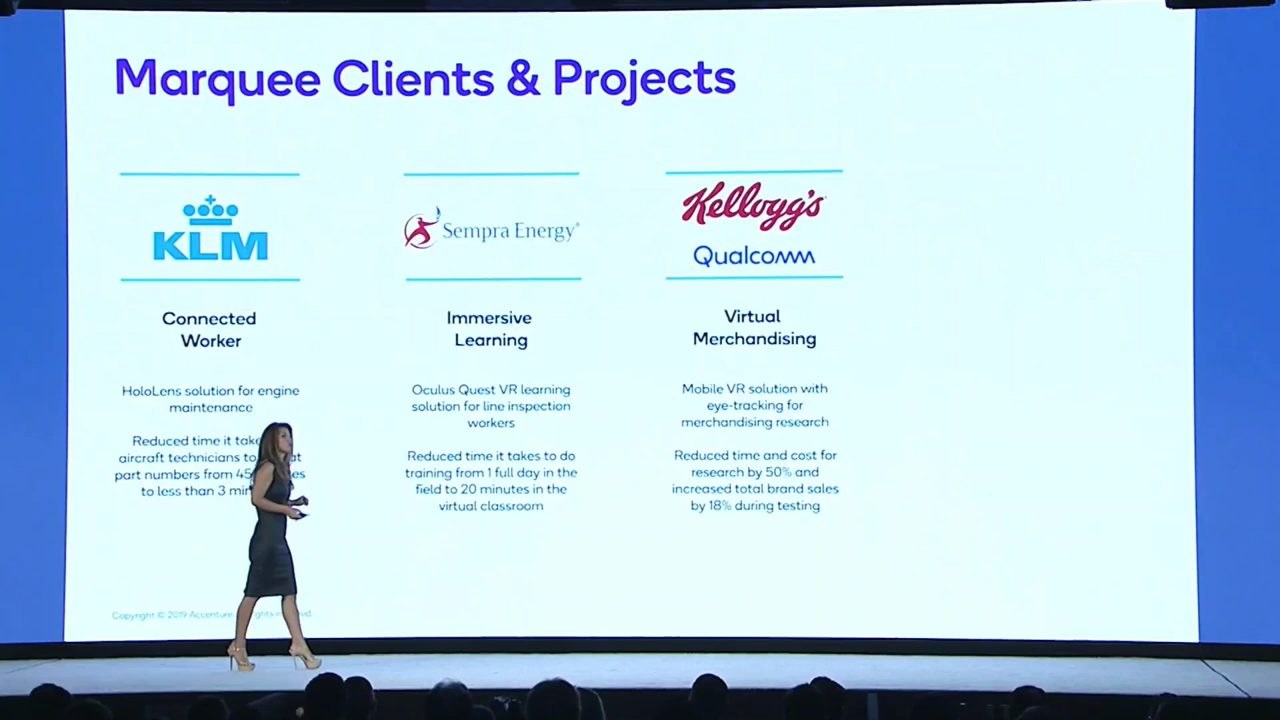 Marquee Clients & Projects
KLM
Connected
Worker
HoloLens solution for engine
maintenance
Reduced time it
aircraft technicians to
part numbers from
to less than 3
Sempra Energy®
Immersive
Learning
Oculus Quest VR learning
solution for line inspection
workers
Reduced time it takes to do
training from 1 full day in the
field to 20 minutes in the
virtual classroom
Kellogg's
Qualcomm
Virtual
Merchandising
Mobile VR solution with
eye-tracking for
merchandising research
Reduced time and cost for
research by 50% and
increased total brand sales
by 18% during testing
Copyright © 2019 Accenture.